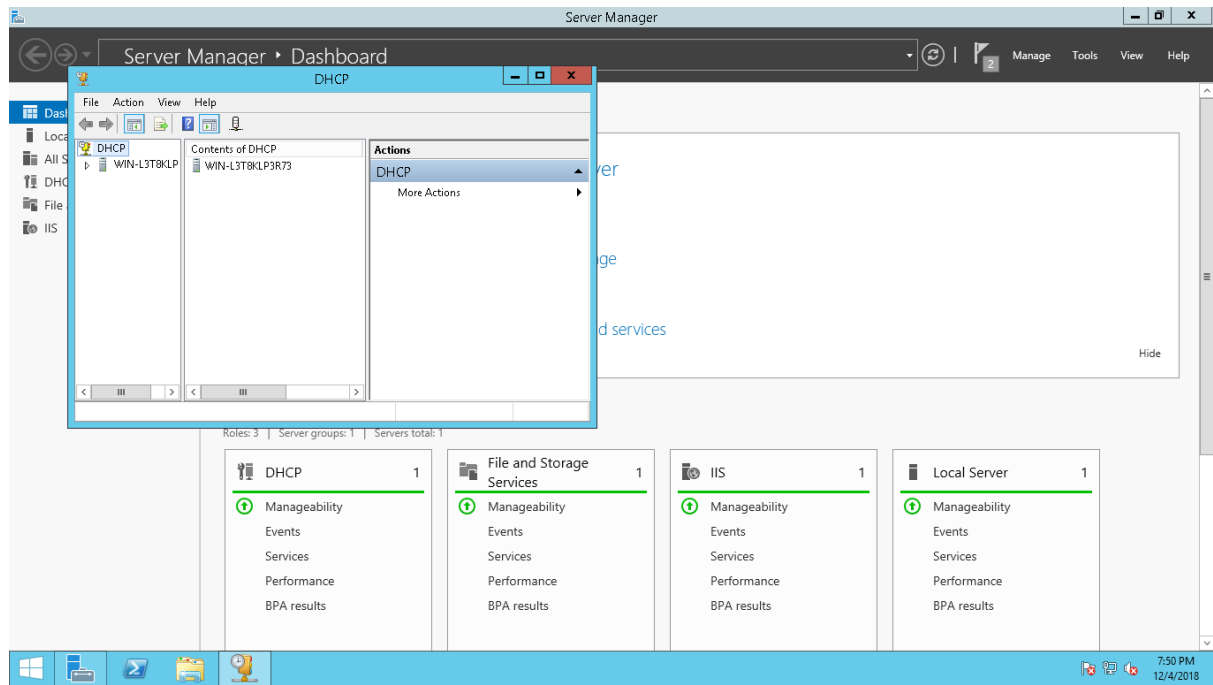 Server Manager
Server Manager • Dashboard
2
Manage
Tools
View
Help
DHCP
File Action View Help
Dash
Loca
All S
DHC
File
IIS
DHCP
WIN-L3T8KLP
Contents of DHCP
WIN-L3T8KLP3R73
Actions
DHCP
More Actions
ver
ge
d services
Hide
Roles: 3 | Server groups: 1 | Servers total: 1
DHCP 1
Manageability
Events
Services
Performance
BPA results
File and Storage
Services 1
Manageability
Events
Services
Performance
BPA results
IIS 1
Manageability
Events
Services
Performance
BPA results
Local Server 1
Manageability
Events
Services
Performance
BPA results
7:50 PM
12/4/2018